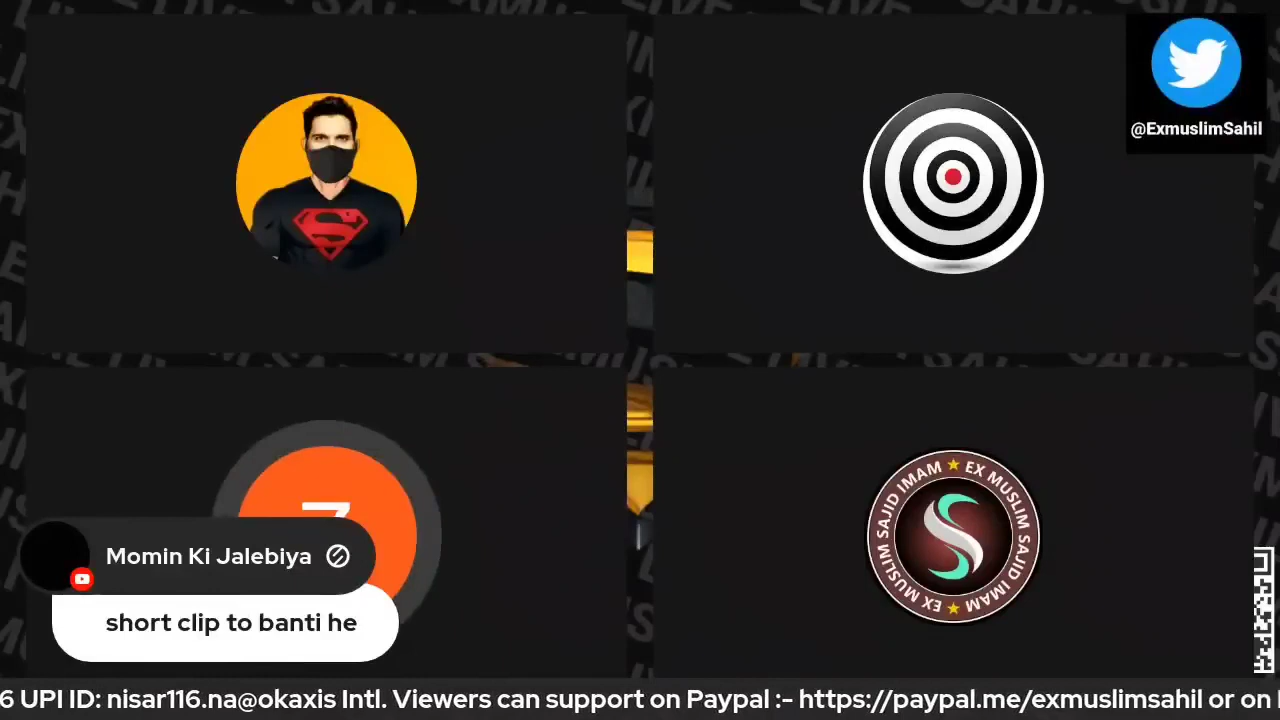 @ExmuslimSahil
EX MUSLIM SAJID IMAM ★ EX MUSLIM SAJID IMAM ★
S
Momin Ki Jalebiya
short clip to banti he
6 UPI ID: nisar116.na@okaxis Intl. Viewers can support on Paypal :- https://paypal.me/exmuslimsahil or on